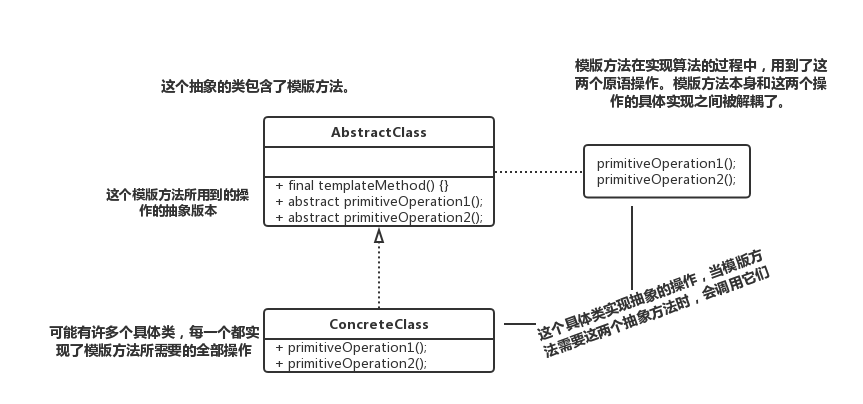 这个抽象的类包含了模版方法。
模版方法在实现算法的过程中，用到了这
两个原语操作。模版方法本身和这两个操
作的具体实现之间被解耦了。
AbstractClass
primitiveOperation1();
primitiveOperation2();
这个模版方法所用到的操
作的抽象版本
+ final templateMethod() {}
+ abstract primitiveOperation1();
+ abstract primitiveOperation2();
这个具体类实现抽象的操作，当模版方
法需要这两个抽象方法时，会调用它们
可能有许多个具体类，每一个都实
现了模版方法所需要的全部操作
ConcreteClass
+ primitiveOperation1();
+ primitiveOperation2();